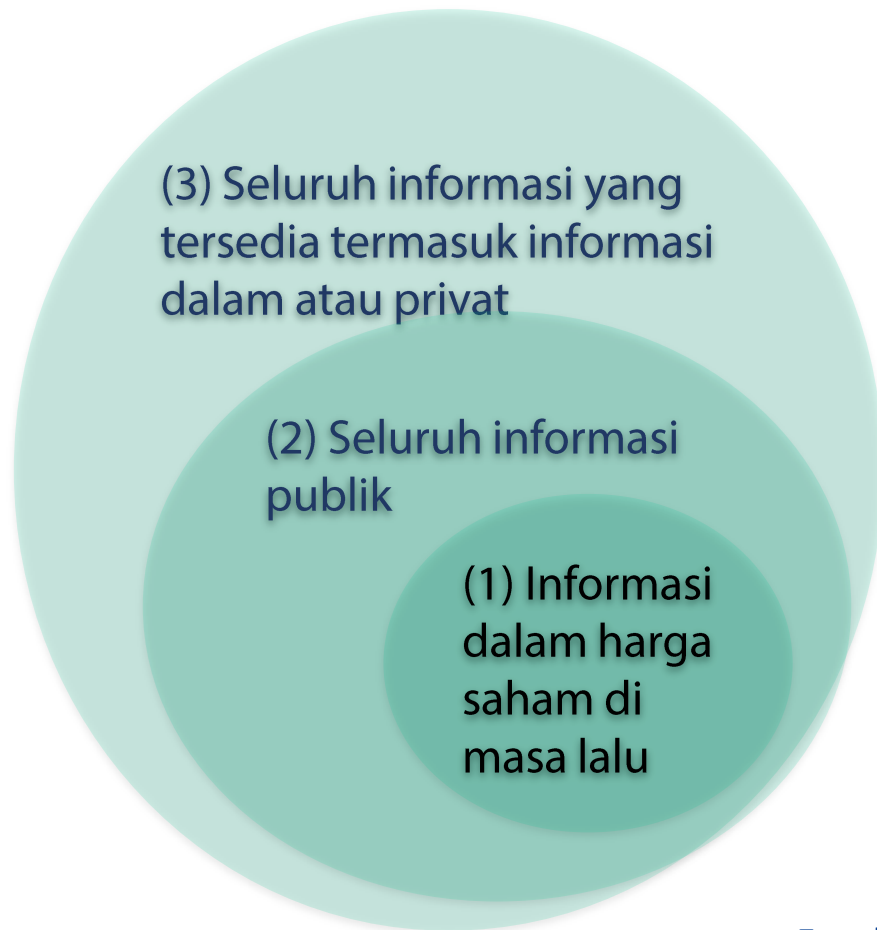 (3) Seluruh informasi yang
tersedia termasuk informasi
dalam atau privat
(2) Seluruh informasi
publik
(1) Informasi
dalam harga
saham di
masa lalu